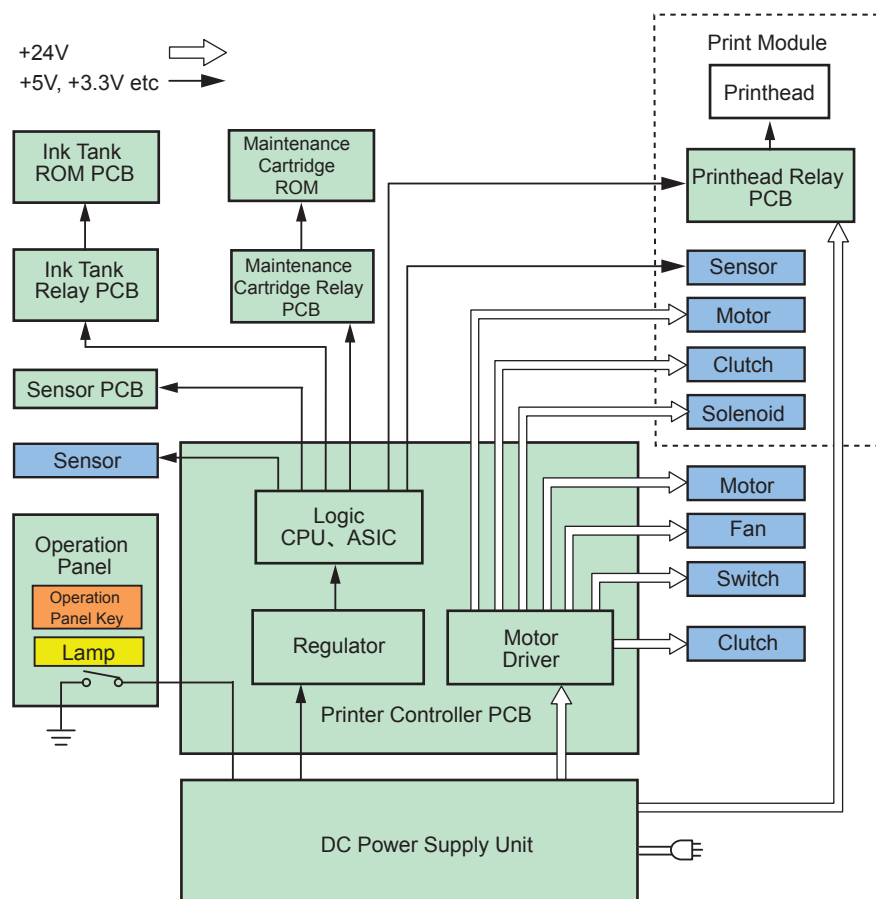 +24V
+5V, +3.3V etc
Print Module
Printhead
Ink Tank
ROM PCB
Maintenance
Cartridge
ROM
Printhead Relay
PCB
Ink Tank
Relay PCB
Maintenance
Cartridge Relay
PCB
Sensor
Motor
Clutch
Solenoid
Sensor PCB
Sensor
Motor
Fan
Switch
Clutch
Operation
Panel
Operation
Panel Key
Lamp
Logic
CPU、ASIC
Regulator
Motor
Driver
Printer Controller PCB
DC Power Supply Unit